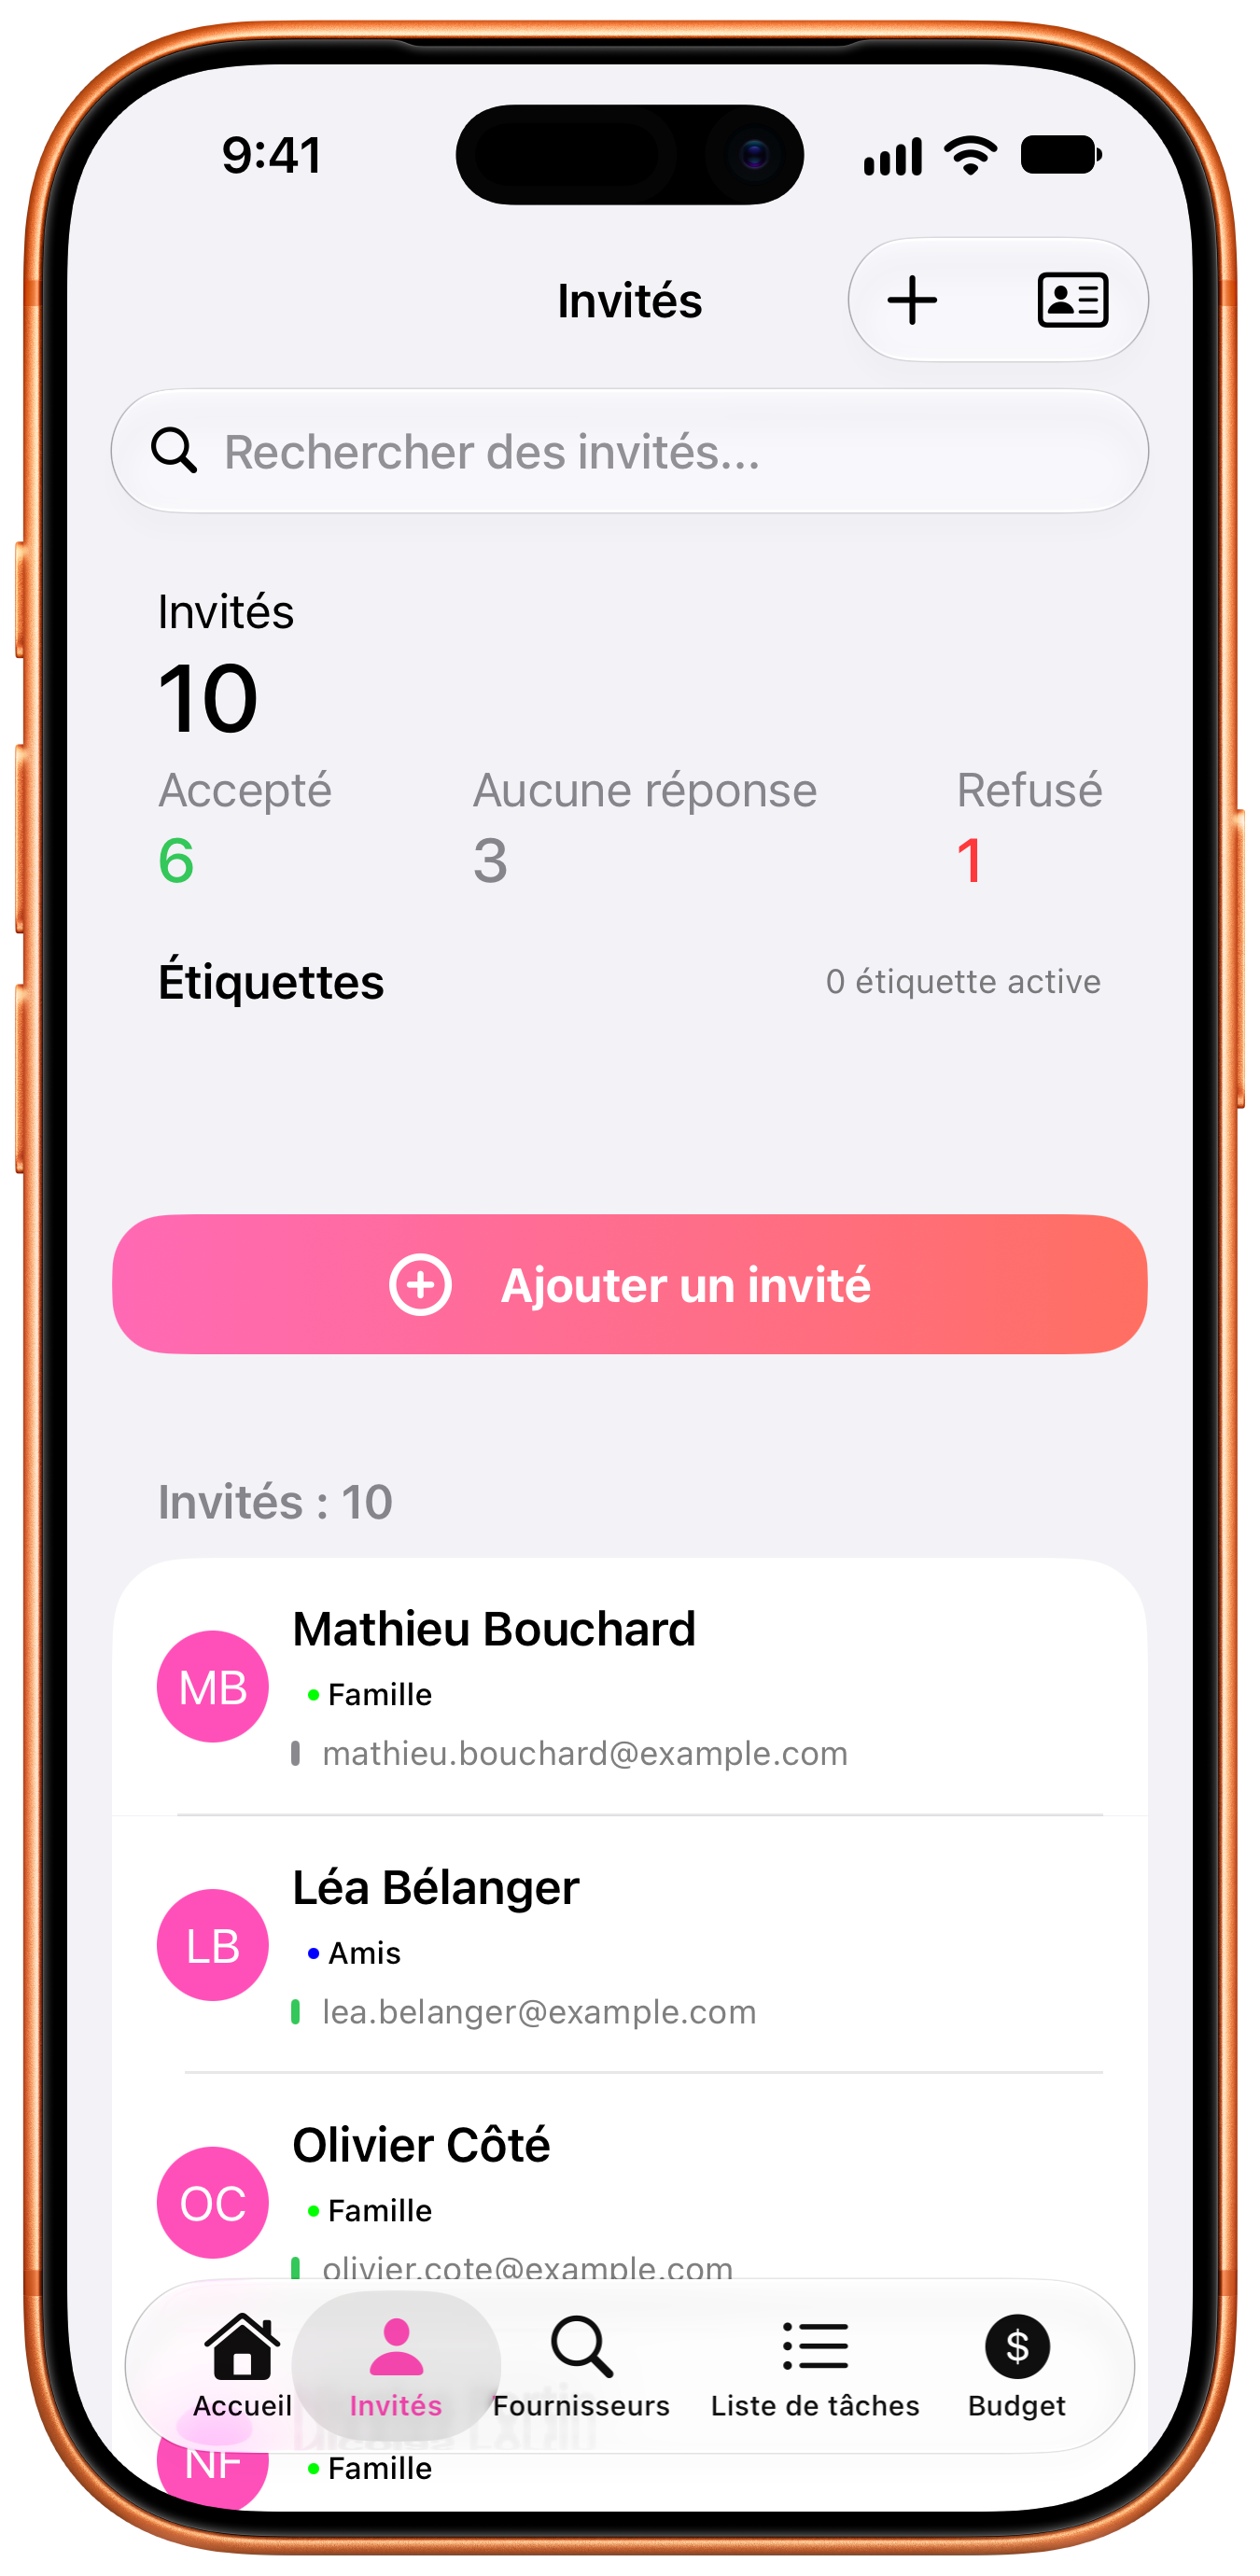 9:41
Invités
Rechercher des invités...
Invités
10
Accepté Aucune réponse Refusé
6 3 1
Étiquettes 0 étiquette active
Ajouter un invité
Invités : 10
MB
Mathieu Bouchard
Famille
mathieu.bouchard@example.com
LB
Léa Bélanger
Amis
lea.belanger@example.com
OC
Olivier Côté
Famille
olivier.cote@example.com
Accueil Invités Fournisseurs Liste de tâches Budget
NF
Famille